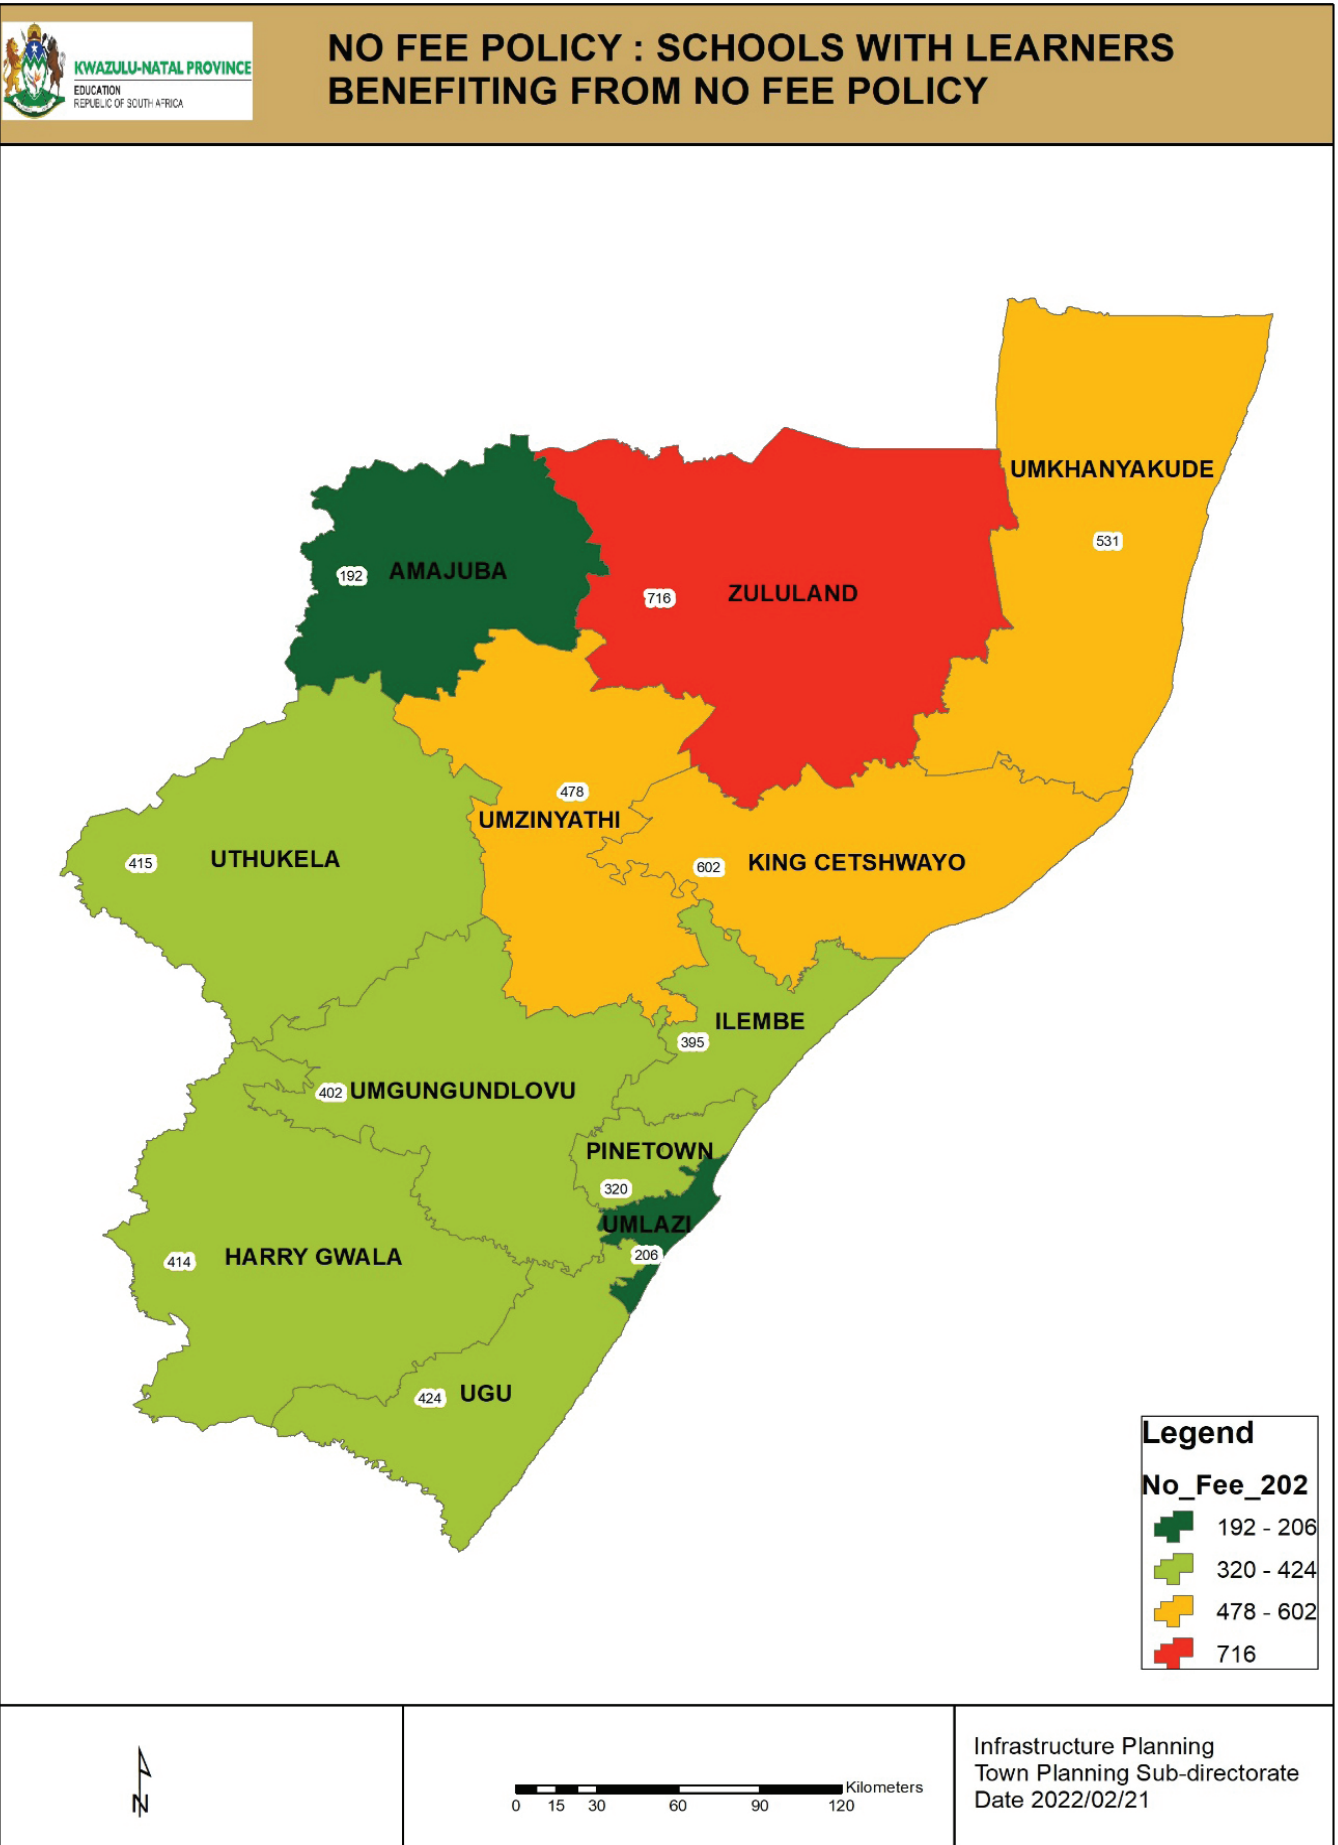 KWAZULU-NATAL PROVINCE
EDUCATION
REPUBLIC OF SOUTH AFRICA
NO FEE POLICY : SCHOOLS WITH LEARNERS
BENEFITING FROM NO FEE POLICY
UMKHANYAKUDE
531
AMAJUBA
192
ZULULAND
716
478
UMZINYATHI
UTHUKELA
415
KING CETSHWAYO
602
ILEMBE
395
UMGUNGUNDLOVU
402
PINETOWN
320
UMLAZI
206
HARRY GWALA
414
UGU
424
Legend
No_Fee_202
192 - 206
320 - 424
478 - 602
716
N
Kilometers
0 15 30 60 90 120
Infrastructure Planning
Town Planning Sub-directorate
Date 2022/02/21